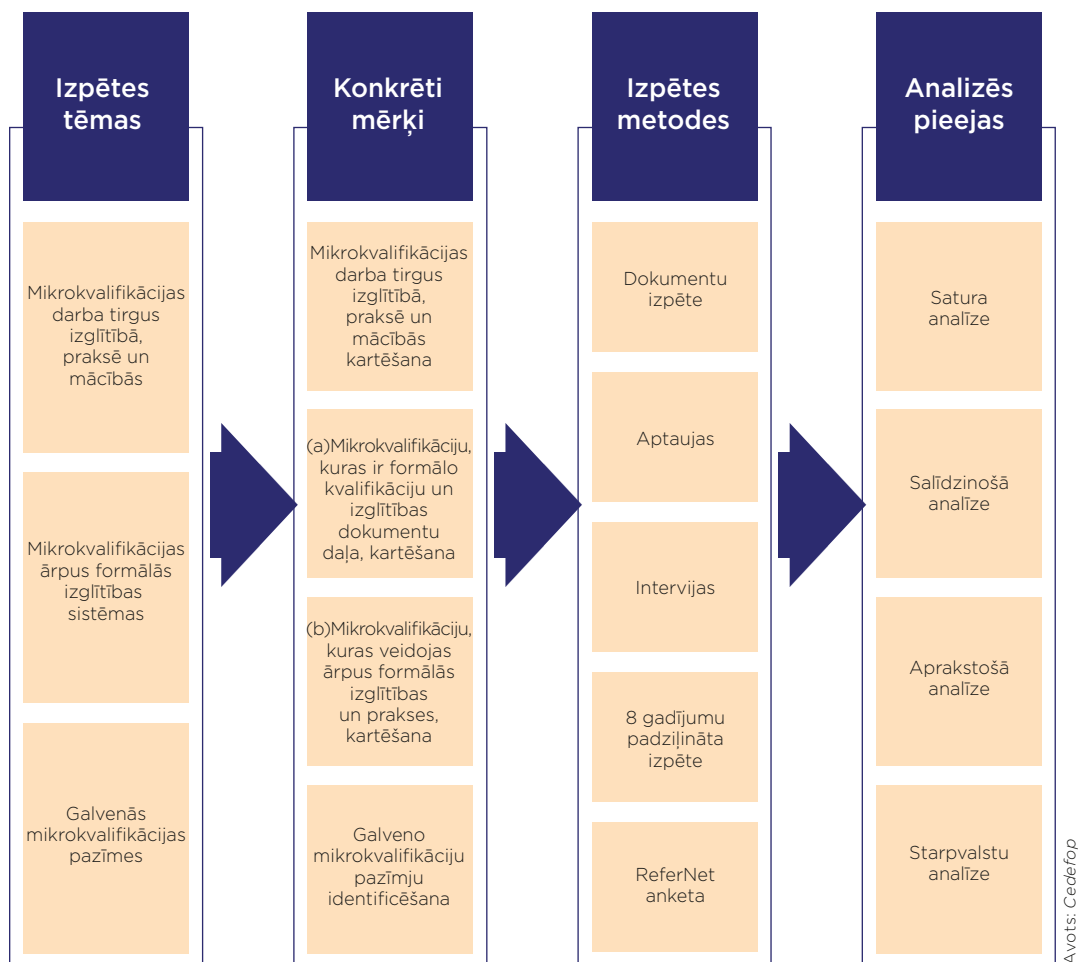 Izpētes
tēmas
Mikrokvalifikācijas
darba tirgus
izglītībā,
praksē un
mācībās
Mikrokvalifikācijas
ārpus formālās
izglītības
sistēmas
Galvenās
mikrokvalifikācijas
pazīmes
Konkrēti
mērķi
Mikrokvalifikācijas
darba tirgus
izglītībā,
praksē un
mācībās
kartēšana
(a)Mikrokvalifikāciju,
kuras ir formālo
kvalifikāciju un
izglītības
dokumentu
daļa, kartēšana
(b)Mikrokvalifikāciju,
kuras veidojas
ārpus formālās
izglītības
un prakses,
kartēšana
Galveno
mikrokvalifikāciju
pazīmju
identificēšana
Izpētes
metodes
Dokumentu
izpēte
Aptaujas
Intervijas
8 gadījumu
padziļināta
izpēte
ReferNet
anketa
Analizēs
pieejas
Satura
analīze
Salīdzinošā
analīze
Aprakstošā
analīze
Starpvalstu
analīze
Avots: Cedefop